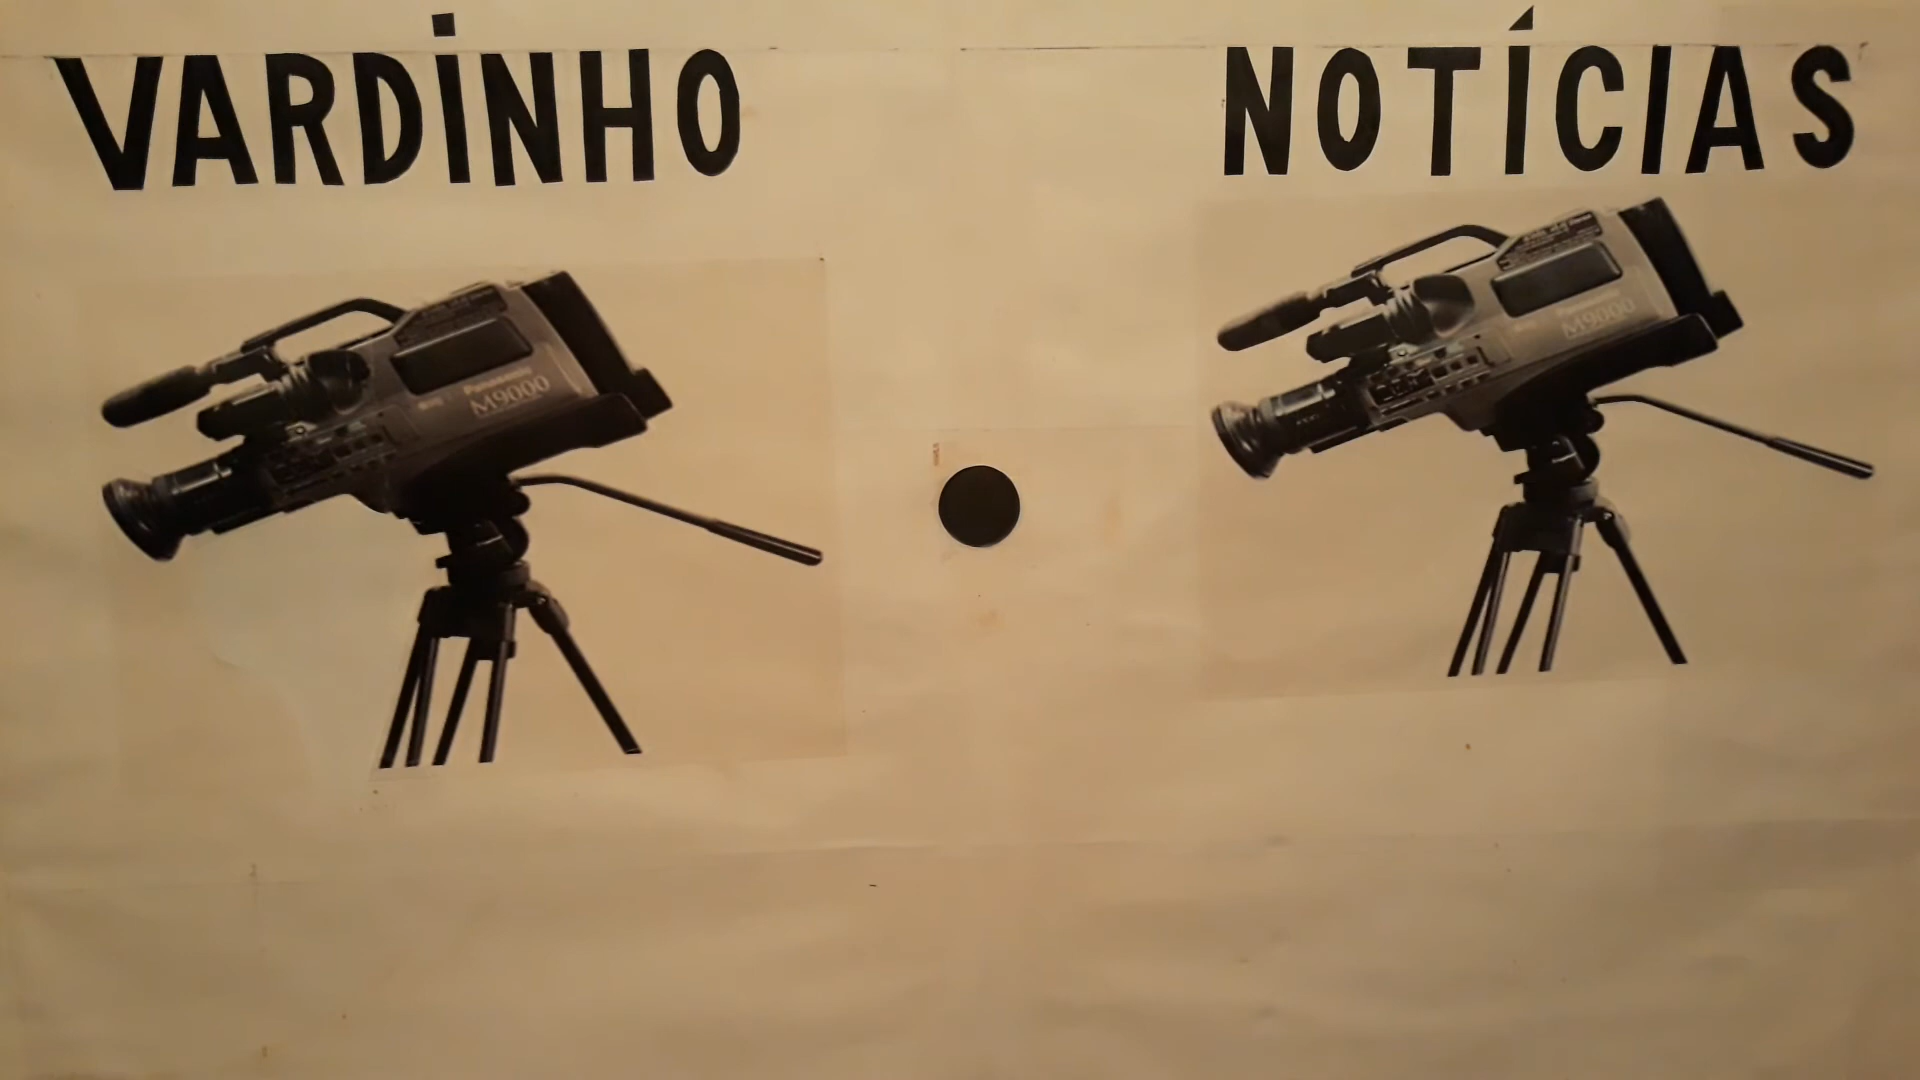 VARDiNHO NOTÍCIAS
Panasonic
M9000
Panasonic
M9000